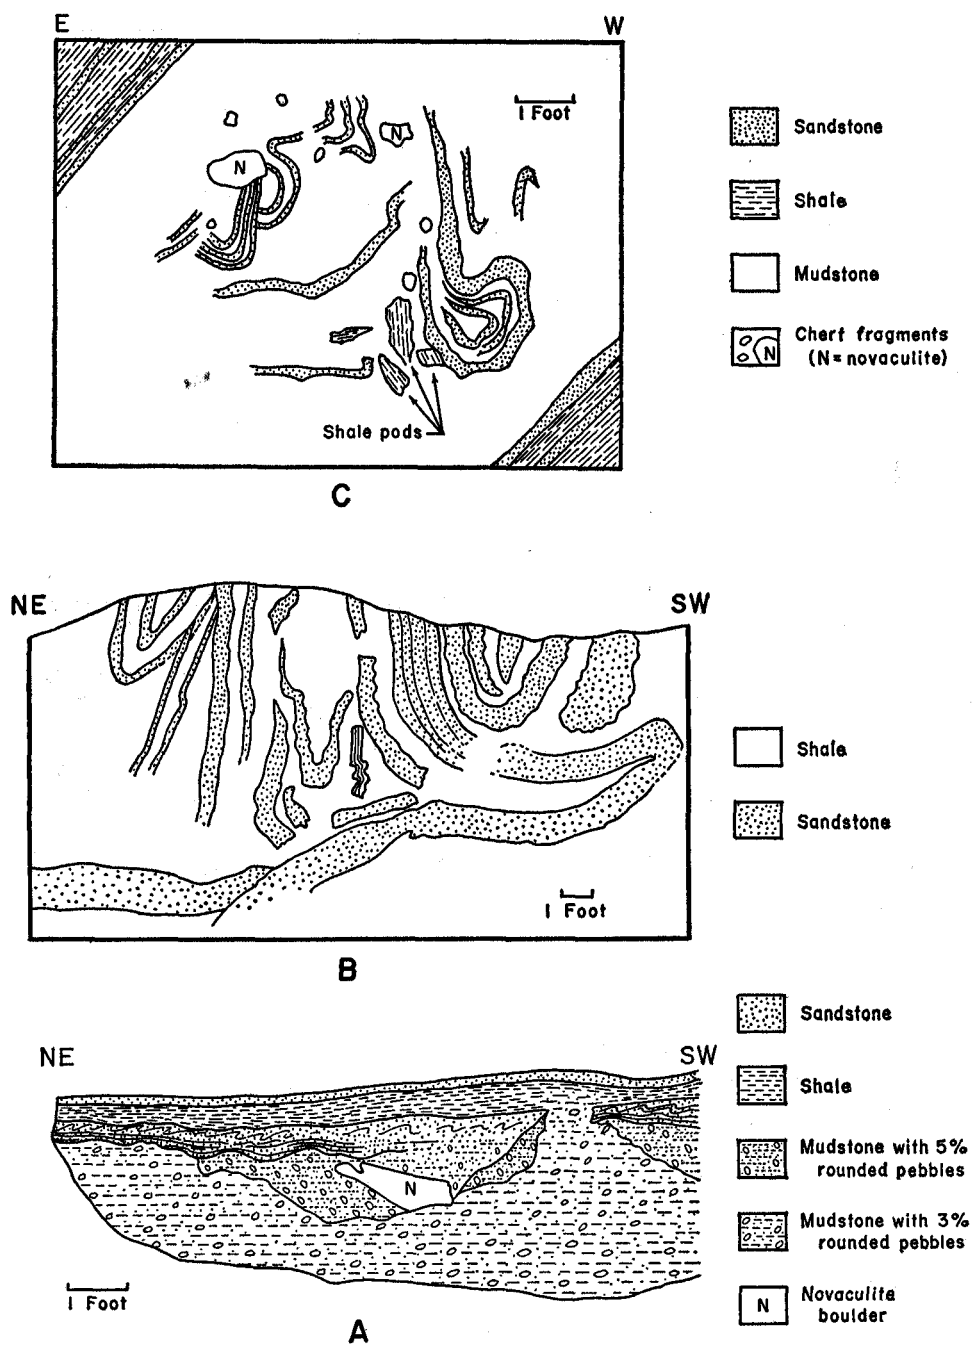 E
W
1 Foot
N
N
Shale pods
C
Sandstone
Shale
Mudstone
Chert fragments
(N = novaculite)
N
NE
SW
1 Foot
B
Shale
Sandstone
NE
SW
N
1 Foot
A
Sandstone
Shale
Mudstone with 5%
rounded pebbles
Mudstone with 3%
rounded pebbles
N
Novaculite
boulder